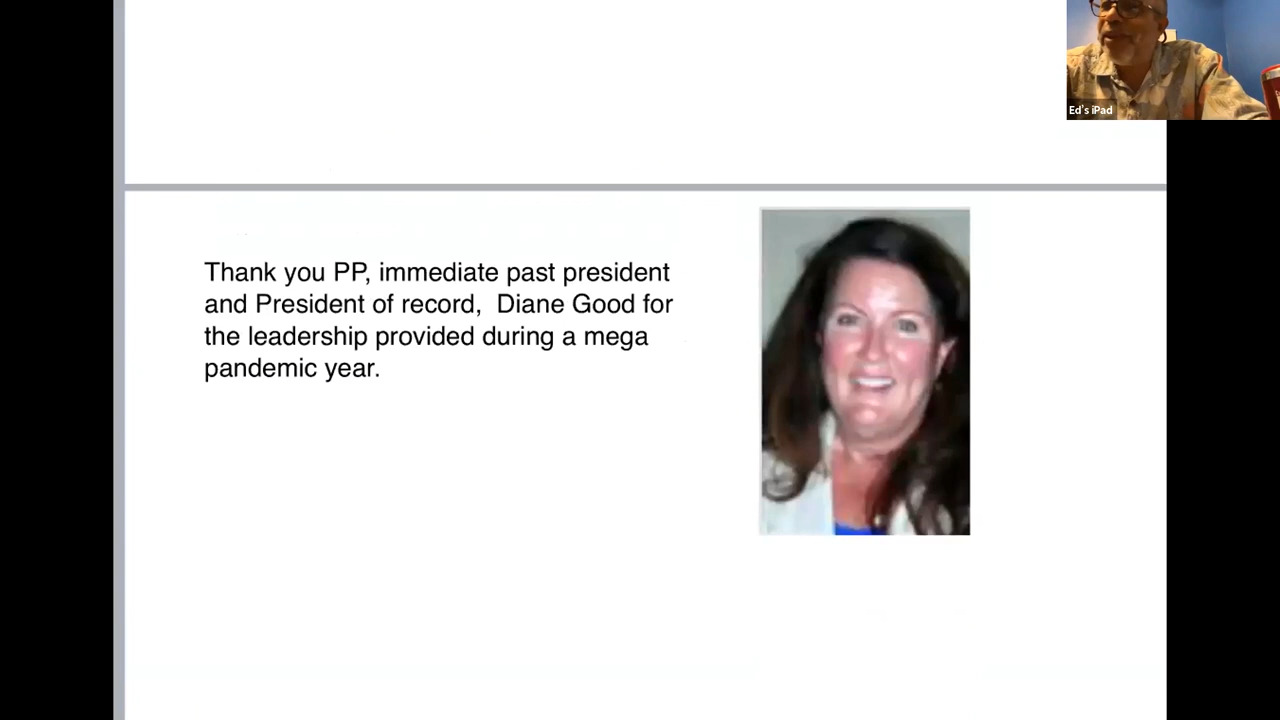 Ed's iPad
Thank you PP, immediate past president
and President of record,  Diane Good for
the leadership provided during a mega
pandemic year.